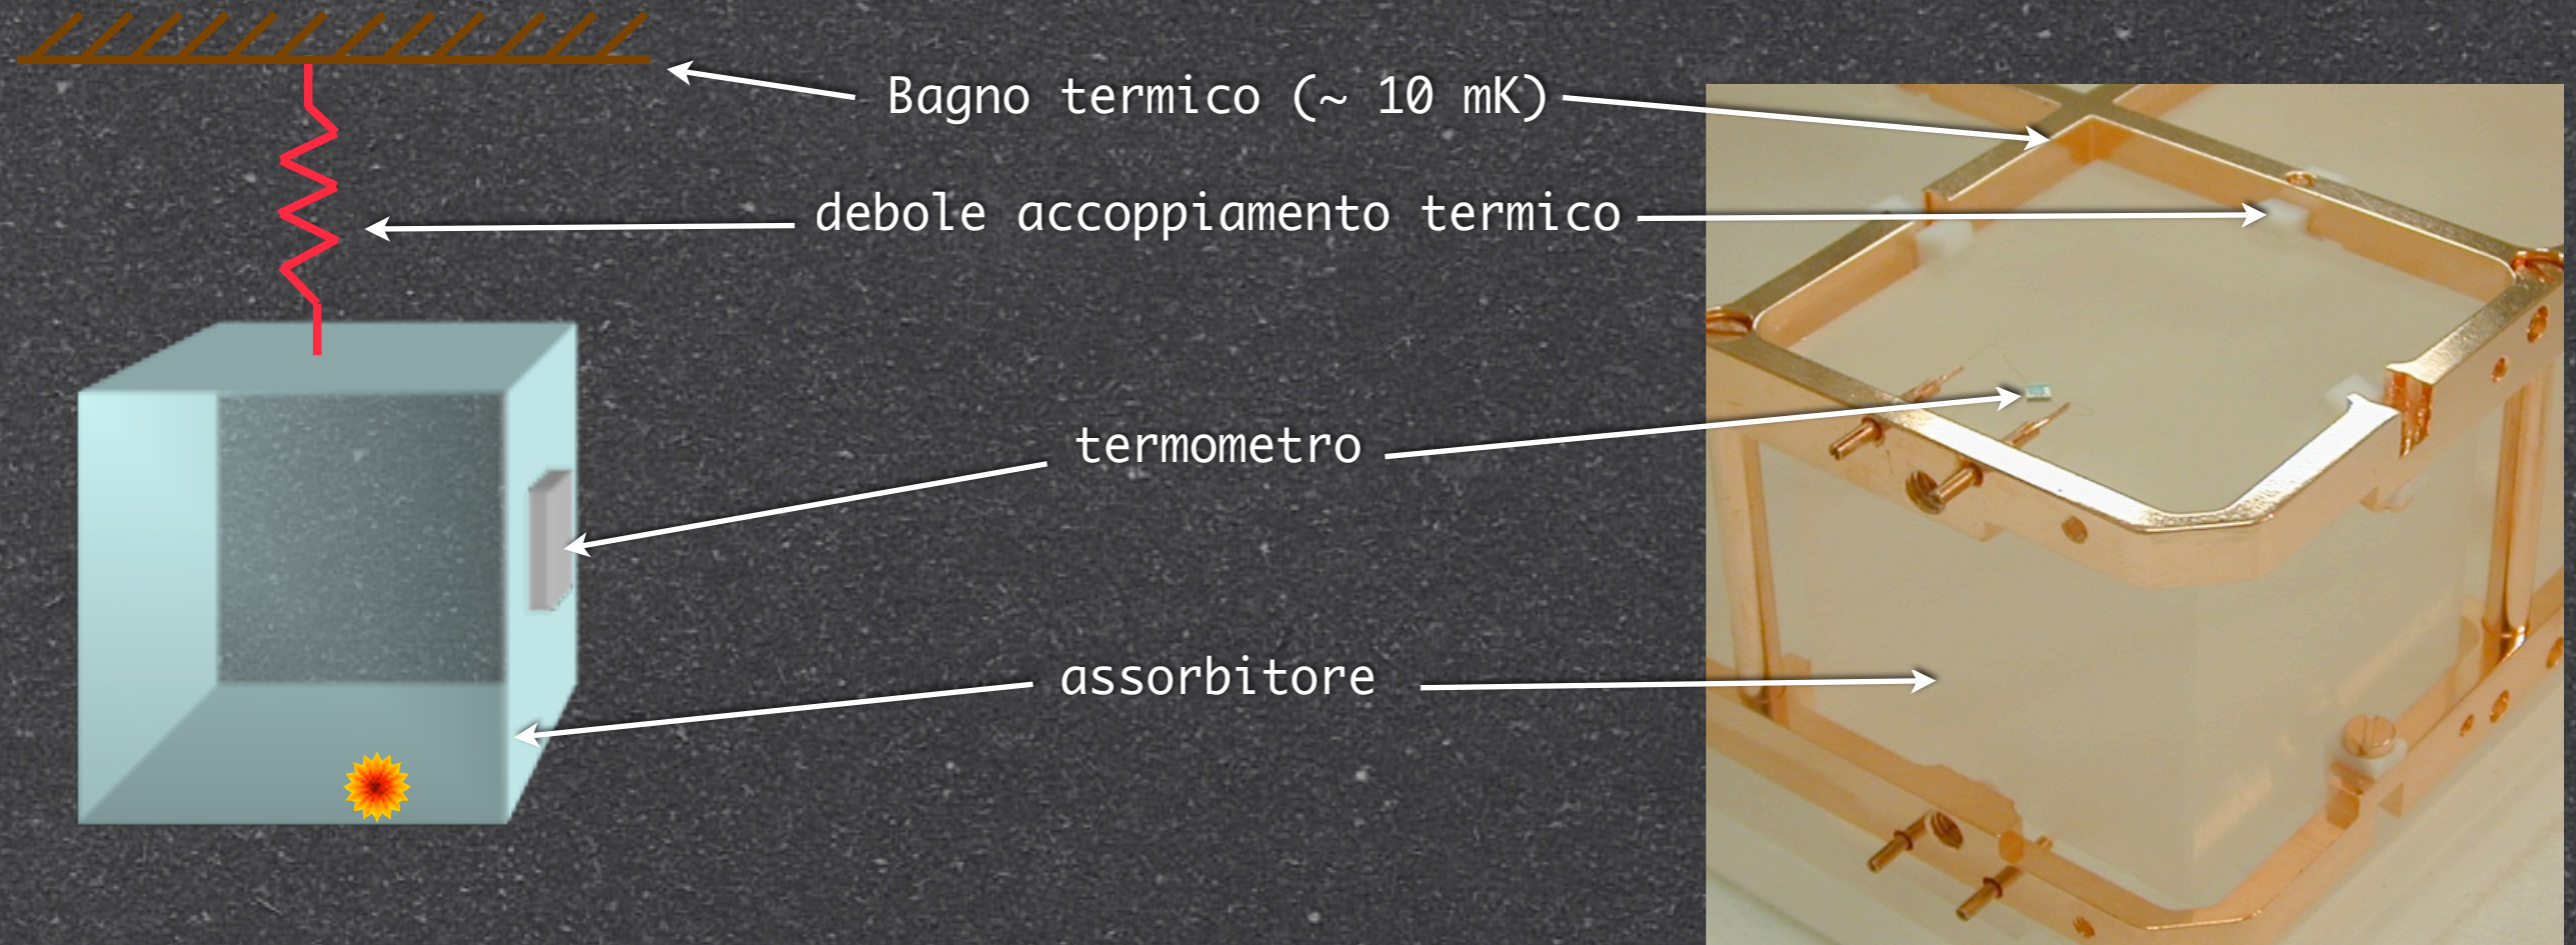 Bagno termico (~ 10 mK)
debole accoppiamento termico
termometro
assorbitore